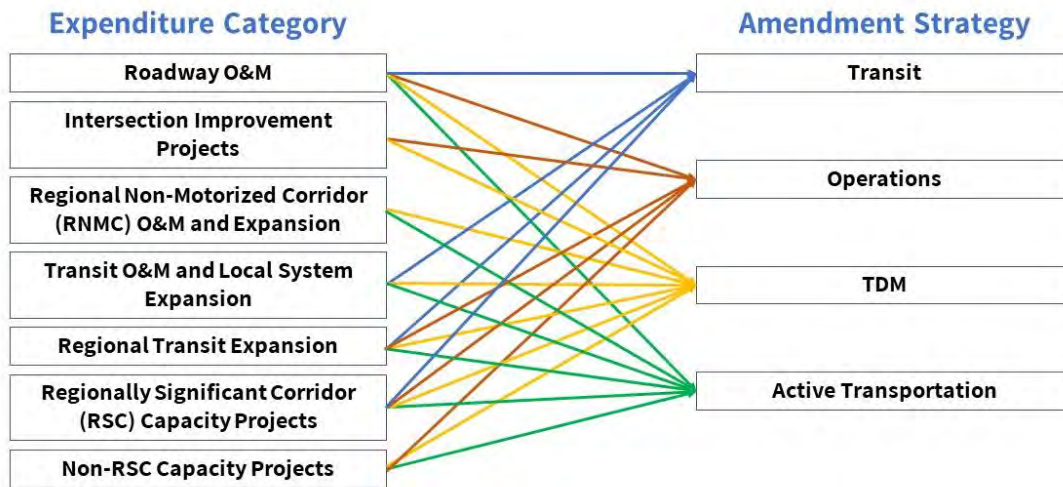 Expenditure Category
Amendment Strategy
Roadway O&M
Intersection Improvement
Projects
Regional Non-Motorized Corridor
(RNMC) O&M and Expansion
Transit O&M and Local System
Expansion
Regional Transit Expansion
Regionally Significant Corridor
(RSC) Capacity Projects
Non-RSC Capacity Projects
Transit
Operations
TDM
Active Transportation